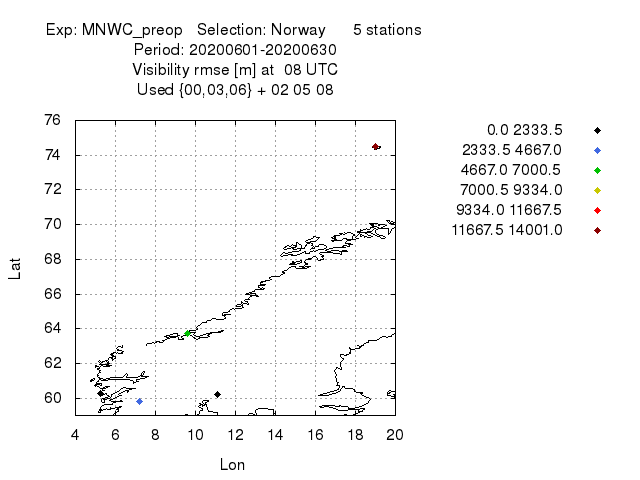 Exp: MNWC_preop Selection: Norway 5 stations
Period: 20200601-20200630
Visibility rmse [m] at 08 UTC
Used {00,03,06} + 02 05 08
76
74
72
70
68
66
64
62
60
4 6 8 10 12 14 16 18 20
Lat
Lon
0.0 2333.5
2333.5 4667.0
4667.0 7000.5
7000.5 9334.0
9334.0 11667.5
11667.5 14001.0